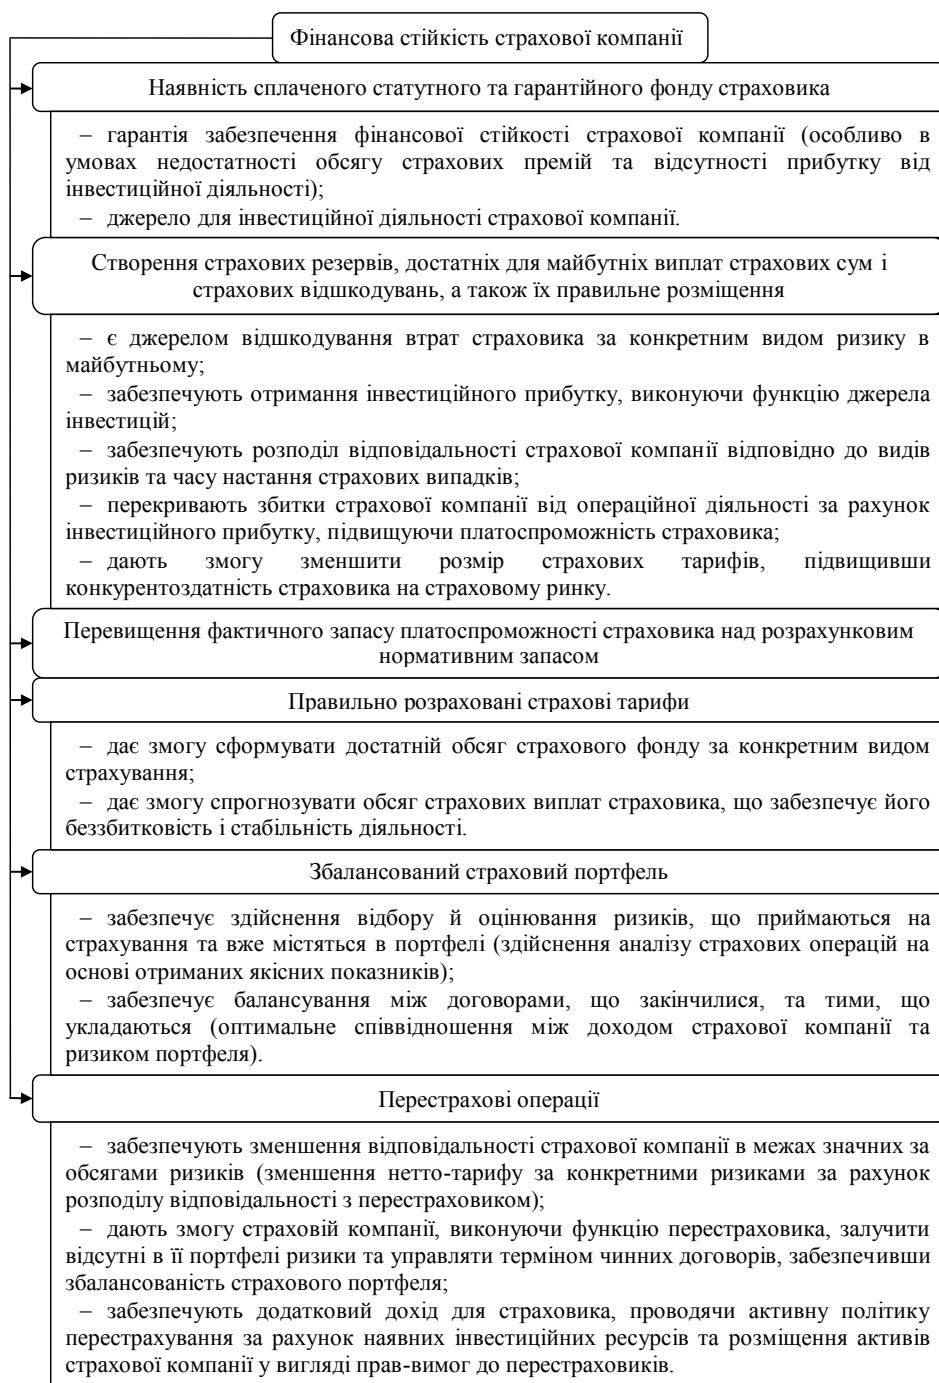 Фінансова стійкість страхової компанії
Наявність сплаченого статутного та гарантійного фонду страховика
– гарантія забезпечення фінансової стійкості страхової компанії (особливо в
умовах недостатності обсягу страхових премій та відсутності прибутку від
інвестиційної діяльності);
– джерело для інвестиційної діяльності страхової компанії.
Створення страхових резервів, достатніх для майбутніх виплат страхових сум і
страхових відшкодувань, а також їх правильне розміщення
– є джерелом відшкодування втрат страховика за конкретним видом ризику в
майбутньому;
– забезпечують отримання інвестиційного прибутку, виконуючи функцію джерела
інвестицій;
– забезпечують розподіл відповідальності страхової компанії відповідно до видів
ризиків та часу настання страхових випадків;
– перекривають збитки страхової компанії від операційної діяльності за рахунок
інвестиційного прибутку, підвищуючи платоспроможність страховика;
– дають змогу зменшити розмір страхових тарифів, підвищивши
конкурентоздатність страховика на страховому ринку.
Перевищення фактичного запасу платоспроможності страховика над розрахунковим
нормативним запасом
Правильно розраховані страхові тарифи
– дає змогу сформувати достатній обсяг страхового фонду за конкретним видом
страхування;
– дає змогу спрогнозувати обсяг страхових виплат страховика, що забезпечує його
беззбитковість і стабільність діяльності.
Збалансований страховий портфель
– забезпечує здійснення відбору й оцінювання ризиків, що приймаються на
страхування та вже містяться в портфелі (здійснення аналізу страхових операцій на
основі отриманих якісних показників);
– забезпечує балансування між договорами, що закінчилися, та тими, що
укладаються (оптимальне співвідношення між доходом страхової компанії та
ризиком портфеля).
Перестрахові операції
– забезпечують зменшення відповідальності страхової компанії в межах значних за
обсягами ризиків (зменшення нетто-тарифу за конкретними ризиками за рахунок
розподілу відповідальності з перестраховиком);
– дають змогу страховій компанії, виконуючи функцію перестраховика, залучити
відсутні в її портфелі ризики та управляти терміном чинних договорів, забезпечивши
збалансованість страхового портфеля;
– забезпечують додатковий дохід для страховика, проводячи активну політику
перестрахування за рахунок наявних інвестиційних ресурсів та розміщення активів
страхової компанії у вигляді прав-вимог до перестраховиків.